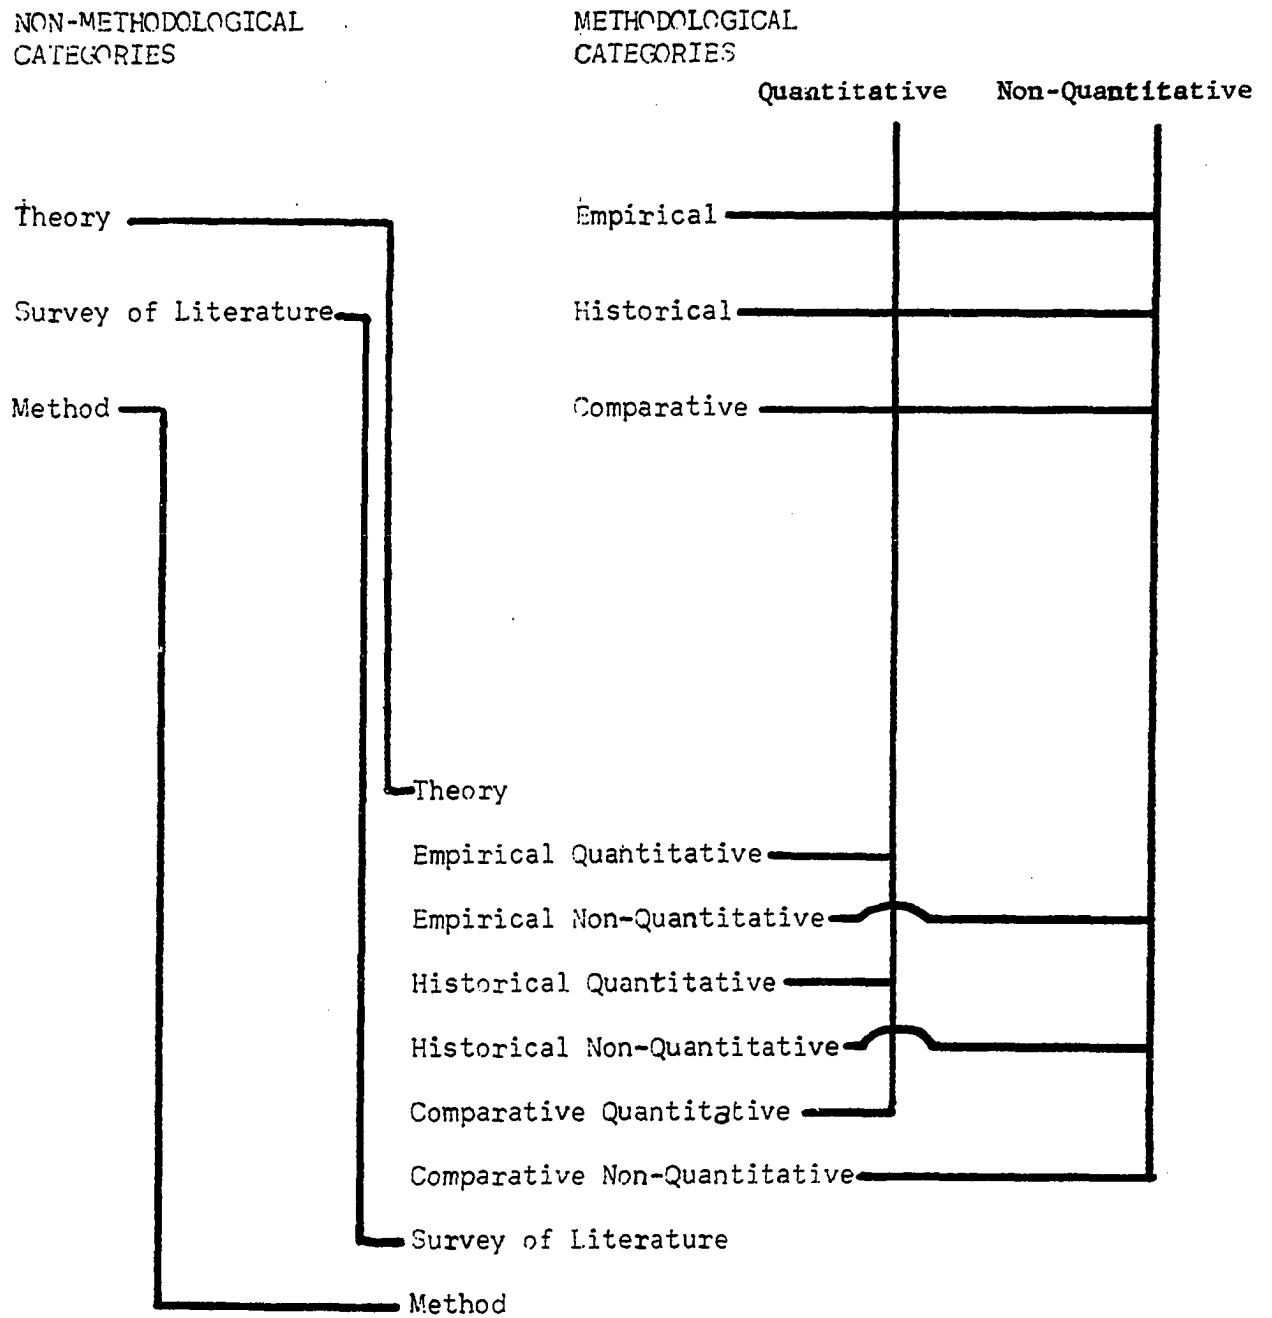 NON-METHODOLOGICAL
CATEGORIES
METHODOLOGICAL
CATEGORIES
Quantitative Non-Quantitative
Theory
Empirical
Survey of Literature
Historical
Method
Comparative
Theory
Empirical Quantitative
Empirical Non-Quantitative
Historical Quantitative
Historical Non-Quantitative
Comparative Quantitative
Comparative Non-Quantitative
Survey of Literature
Method